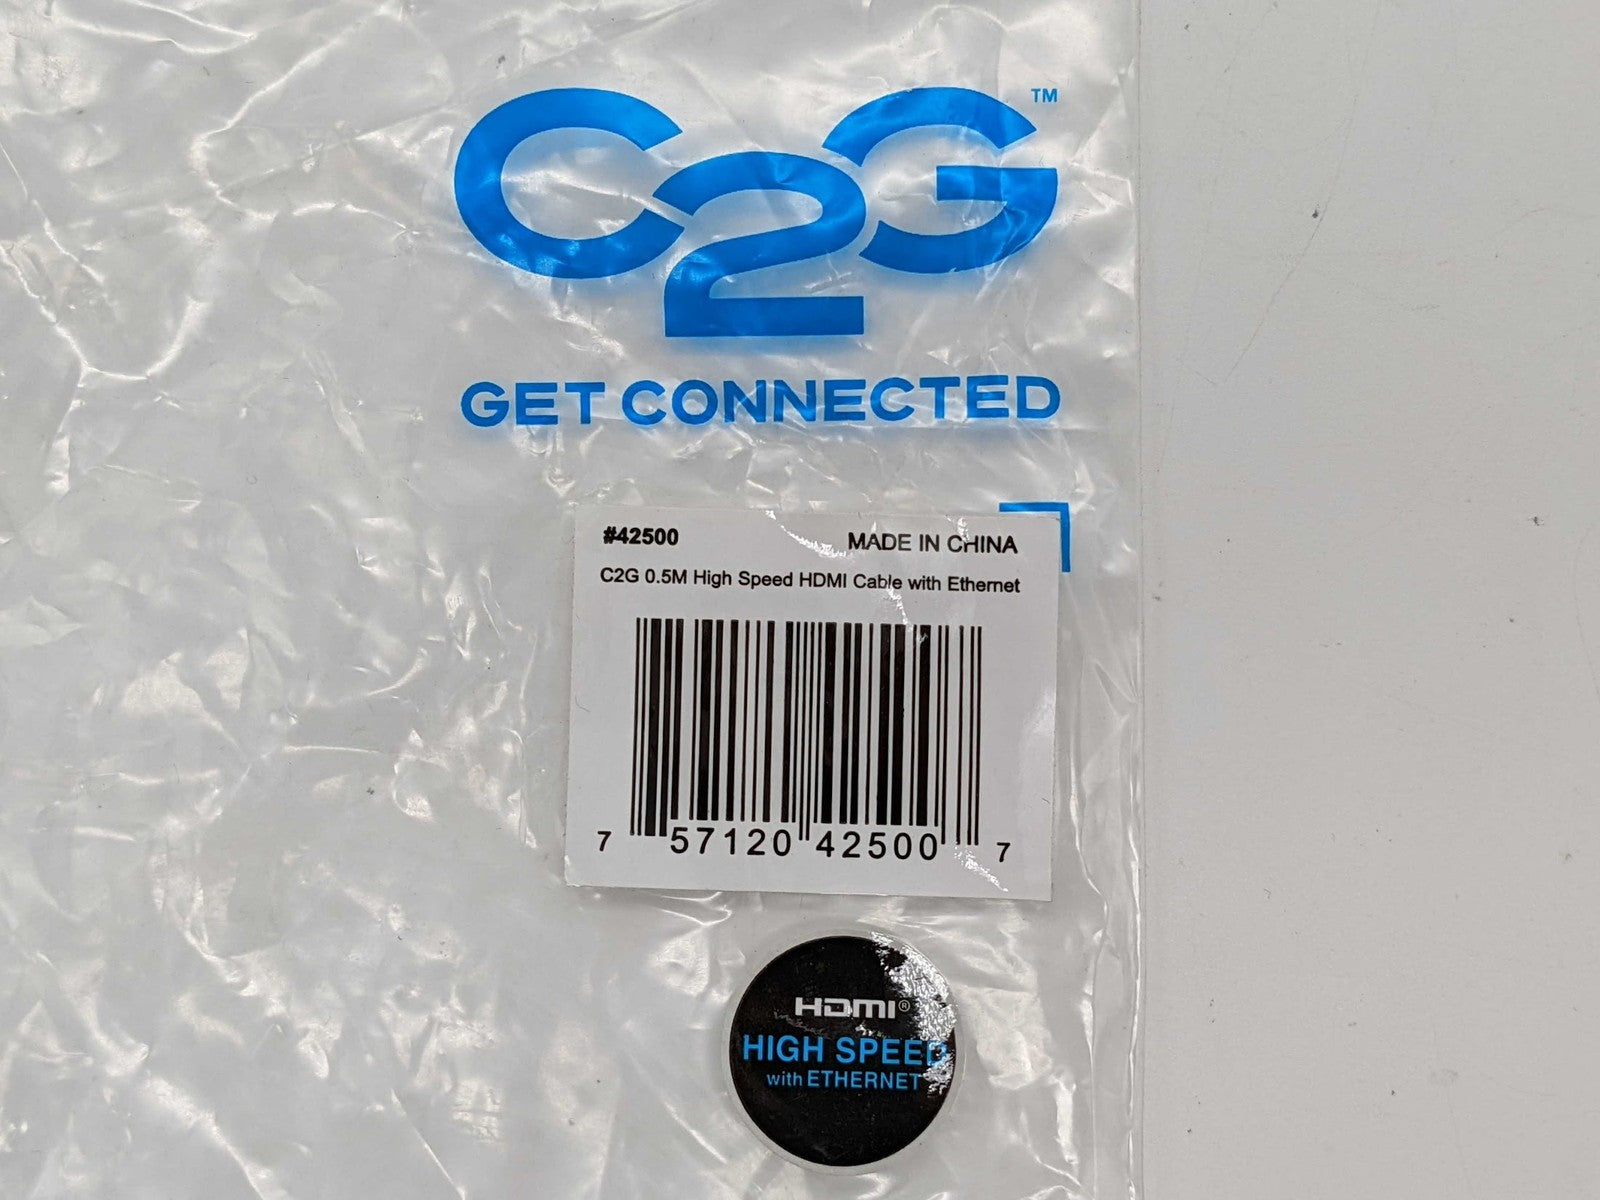 C2G™
GET CONNECTED
#42500 MADE IN CHINA
C2G 0.5M High Speed HDMI Cable with Ethernet
7 57120 42500 7
HDMI®
HIGH SPEED
with ETHERNET